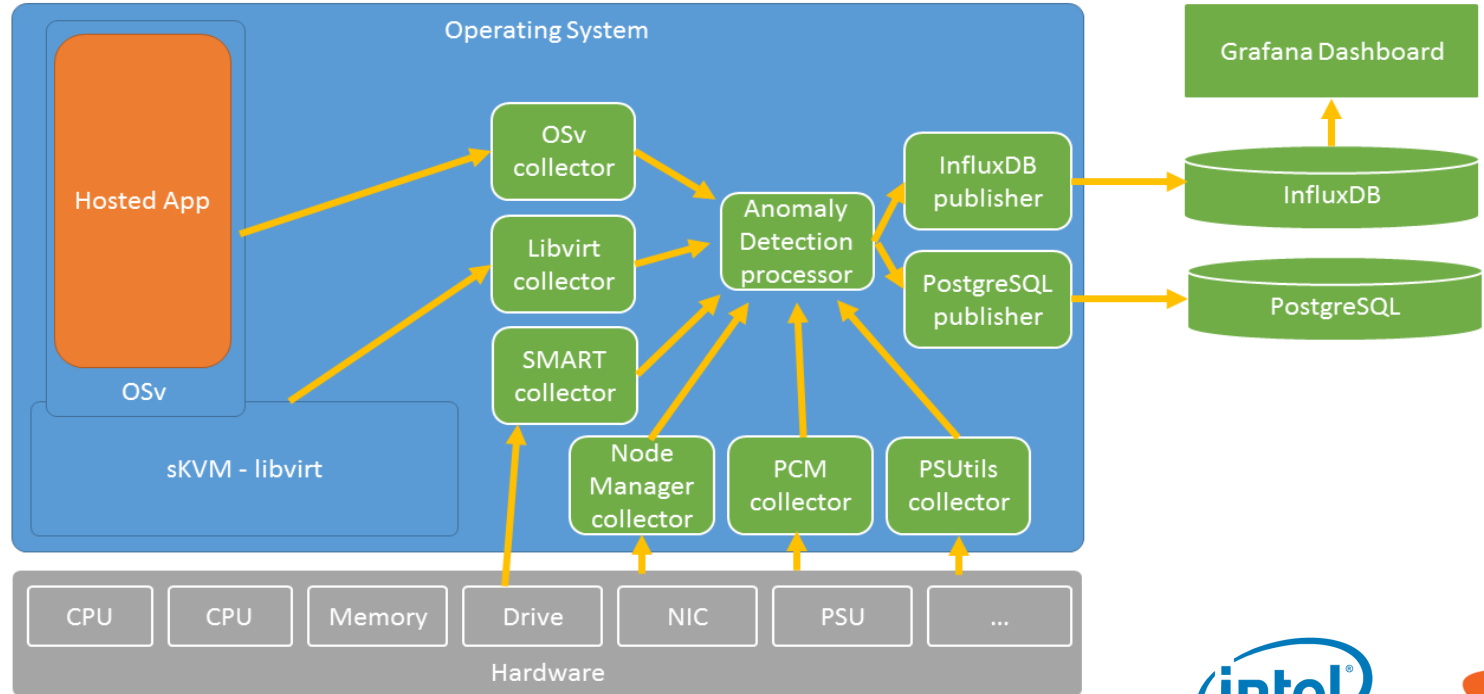 Operating System
Grafana Dashboard
OSv
collector
InfluxDB
publisher
Hosted App
Anomaly
Detection
processor
InfluxDB
Libvirt
collector
PostgreSQL
publisher
PostgreSQL
SMART
collector
OSv
sKVM - libvirt
Node
Manager
collector
PCM
collector
PSUtils
collector
CPU
CPU
Memory
Drive
NIC
PSU
...
Hardware
intel®